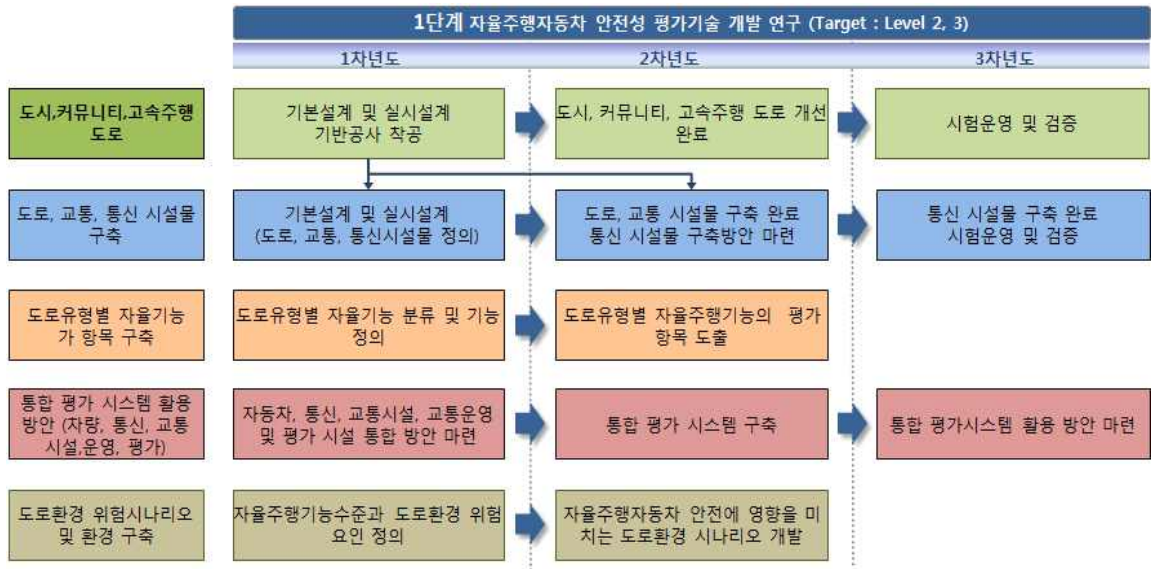 1단계 자율주행자동차 안전성 평가기술 개발 연구 (Target : Level 2, 3)
1차년도
2차년도
3차년도
도시,커뮤니티,고속주행
도로
기본설계 및 실시설계
기반공사 착공
도시, 커뮤니티, 고속주행 도로 개선
완료
시험운영 및 검증
도로, 교통, 통신 시설물
구축
기본설계 및 실시설계
(도로, 교통, 통신시설물 정의)
도로, 교통 시설물 구축 완료
통신 시설물 구축방안 마련
통신 시설물 구축 완료
시험운영 및 검증
도로유형별 자율기능
가 항목 구축
도로유형별 자율기능 분류 및 기능
정의
도로유형별 자율주행기능의 평가
항목 도출
통합 평가 시스템 활용
방안 (차량, 통신, 교통
시설,운영, 평가)
자동차, 통신, 교통시설, 교통운영
및 평가 시설 통합 방안 마련
통합 평가 시스템 구축
통합 평가시스템 활용 방안 마련
도로환경 위험시나리오
및 환경 구축
자율주행기능수준과 도로환경 위험
요인 정의
자율주행자동차 안전에 영향을 미
치는 도로환경 시나리오 개발